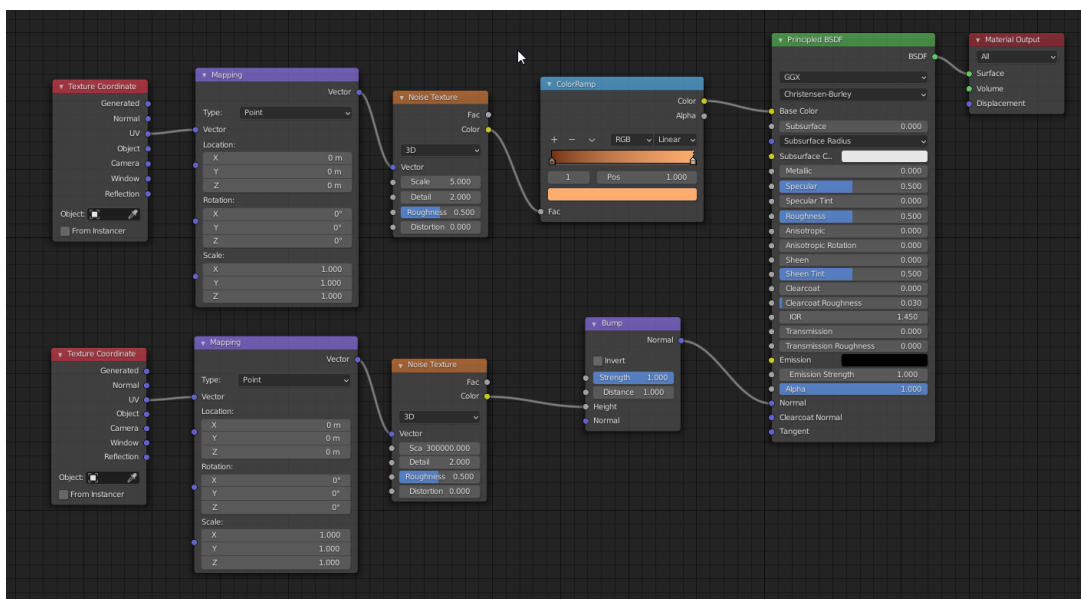 Texture Coordinate
Generated
Normal
UV
Object
Camera
Window
Reflection
Object:
From Instancer
Mapping
Vector
Type: Point
Vector
Location:
X 0 m
Y 0 m
Z 0 m
Rotation:
X 0°
Y 0°
Z 0°
Scale:
X 1.000
Y 1.000
Z 1.000
Noise Texture
Fac
Color
3D
Vector
Scale 5.000
Detail 2.000
Roughness 0.500
Distortion 0.000
ColorRamp
Color
Alpha
+ − RGB Linear
1 Pos 1.000
Fac
Principled BSDF
BSDF
GGX
Christensen-Burley
Base Color
Subsurface 0.000
Subsurface Radius
Subsurface C..
Metallic 0.000
Specular 0.500
Specular Tint 0.000
Roughness 0.500
Anisotropic 0.000
Anisotropic Rotation 0.000
Sheen 0.000
Sheen Tint 0.500
Clearcoat 0.000
Clearcoat Roughness 0.030
IOR 1.450
Transmission 0.000
Transmission Roughness 0.000
Emission
Emission Strength 1.000
Alpha 1.000
Normal
Clearcoat Normal
Tangent
Material Output
All
Surface
Volume
Displacement
Texture Coordinate
Generated
Normal
UV
Object
Camera
Window
Reflection
Object:
From Instancer
Mapping
Vector
Type: Point
Vector
Location:
X 0 m
Y 0 m
Z 0 m
Rotation:
X 0°
Y 0°
Z 0°
Scale:
X 1.000
Y 1.000
Z 1.000
Noise Texture
Fac
Color
3D
Vector
Sca 300000.000
Detail 2.000
Roughness 0.500
Distortion 0.000
Bump
Normal
Invert
Strength 1.000
Distance 1.000
Height
Normal